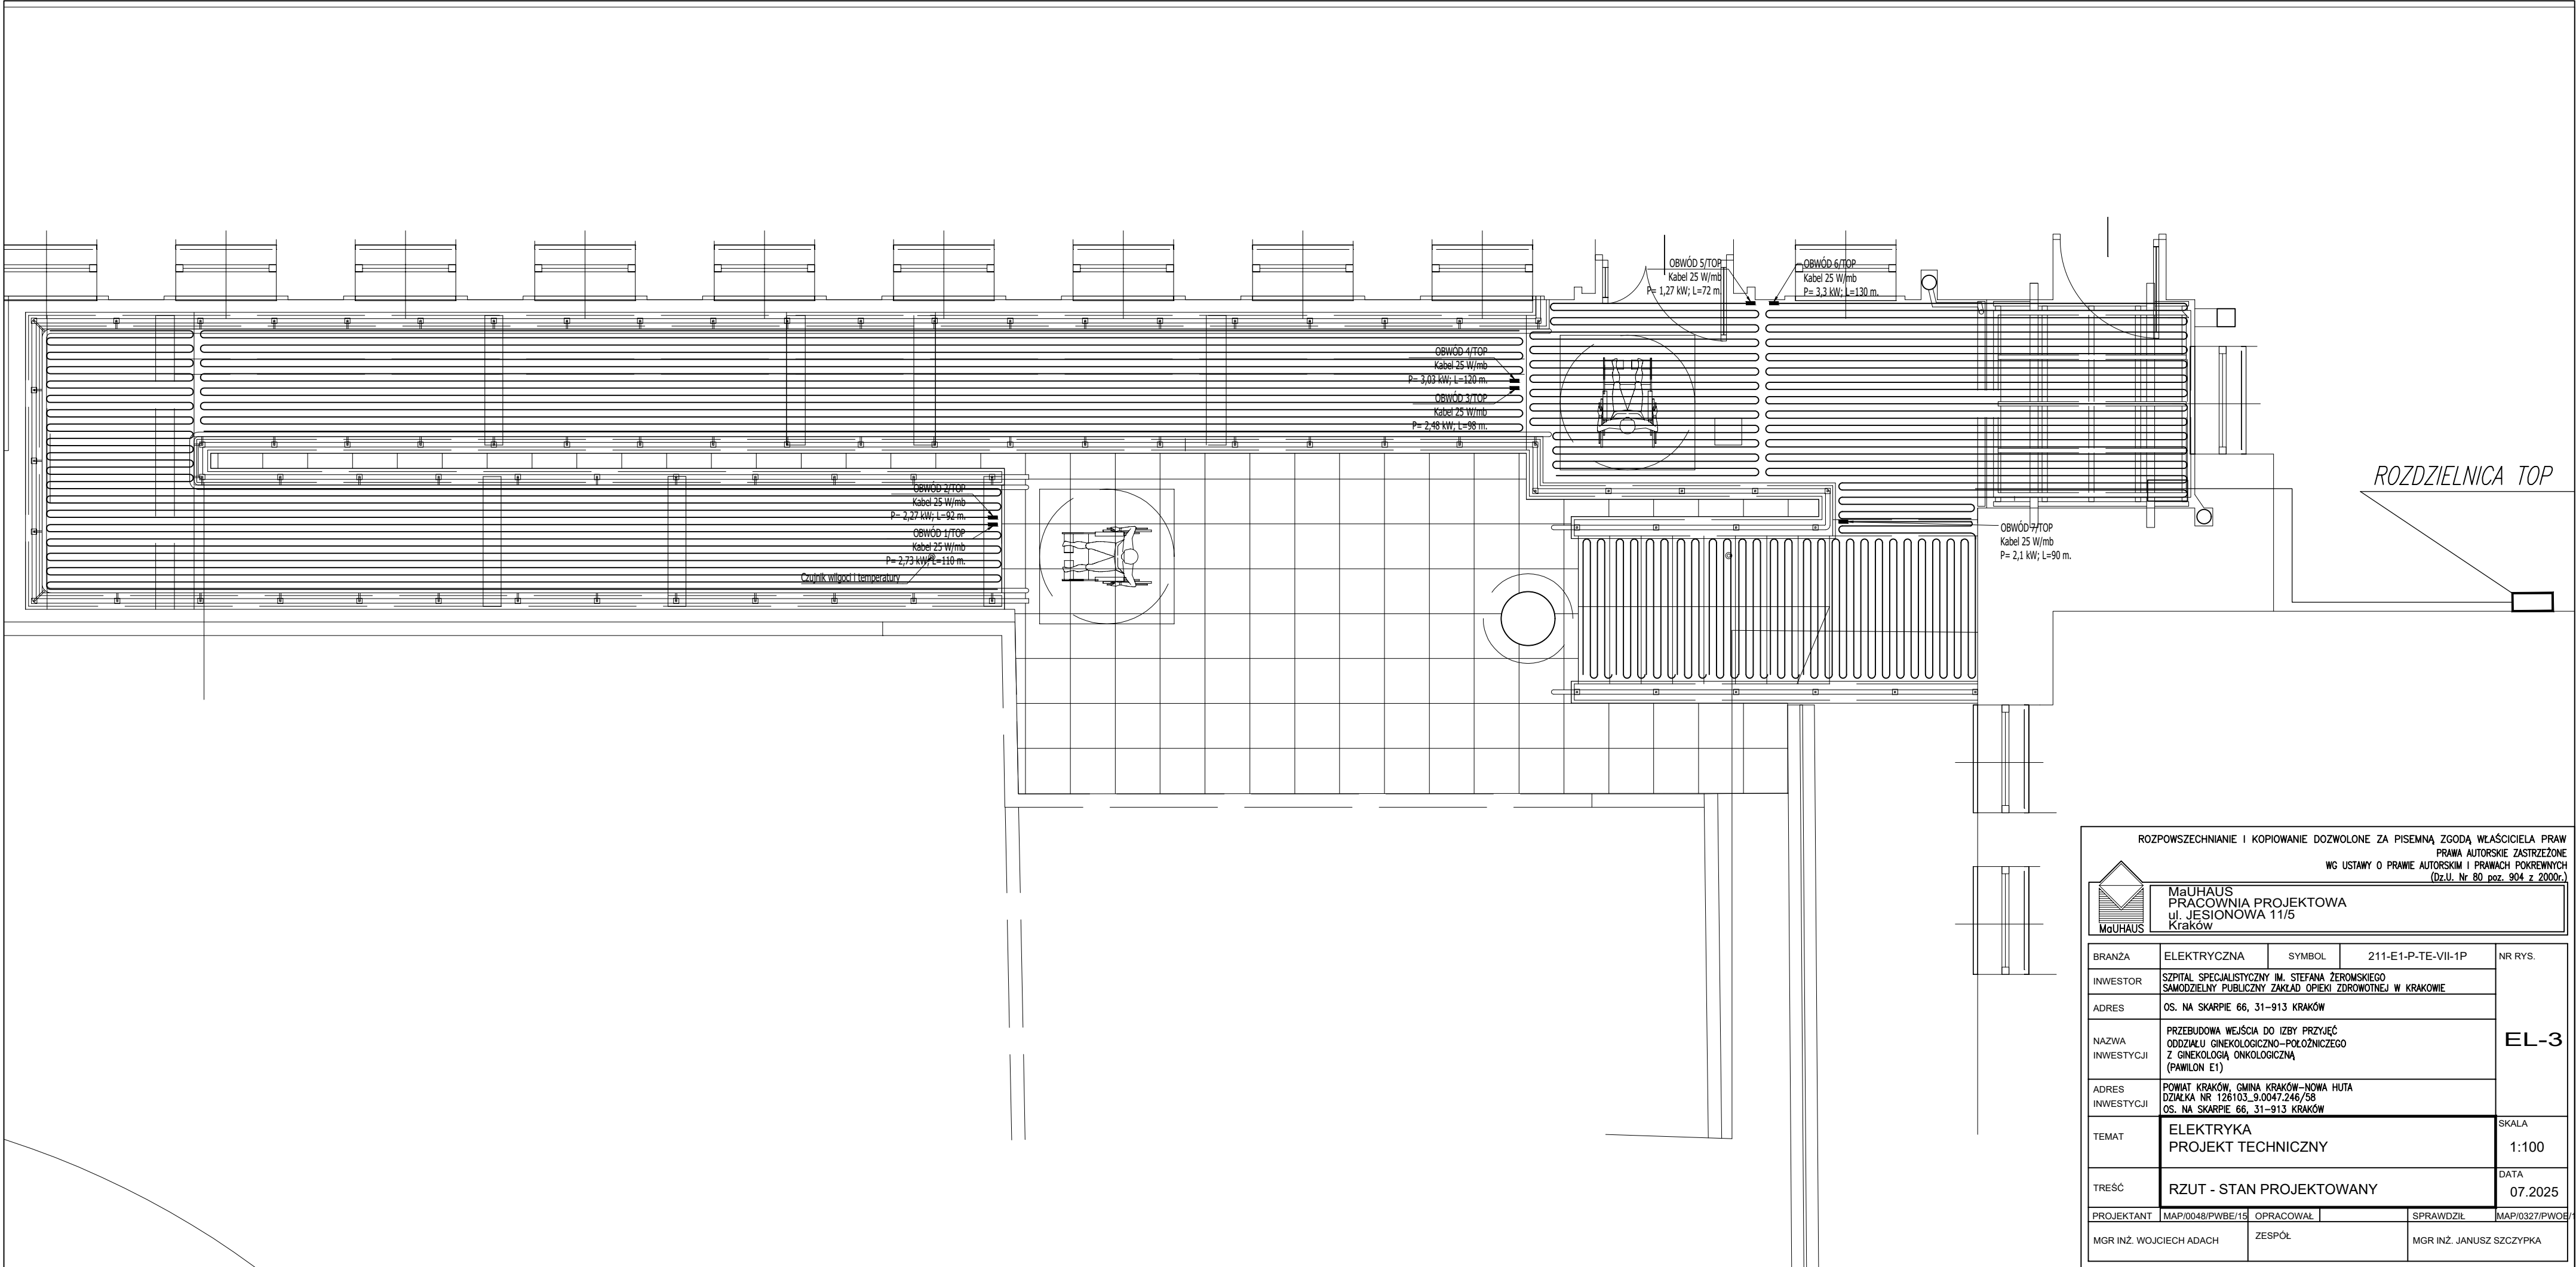 OBWÓD 5/TOP
Kabel 25 W/mb
P= 1,27 kW; L=72 m.
OBWÓD 6/TOP
Kabel 25 W/mb
P= 3,3 kW; L=130 m.
OBWÓD 4/TOP
Kabel 25 W/mb
P= 3,03 kW; L=120 m.
OBWÓD 3/TOP
Kabel 25 W/mb
P= 2,48 kW; L=98 m.
OBWÓD 2/TOP
Kabel 25 W/mb
P= 2,27 kW; L=92 m.
OBWÓD 1/TOP
Kabel 25 W/mb
P= 2,73 kW; L=110 m.
Czujnik wilgoci i temperatury
OBWÓD 7/TOP
Kabel 25 W/mb
P= 2,1 kW; L=90 m.
ROZDZIELNICA TOP
ROZPOWSZECHNIANIE I KOPIOWANIE DOZWOLONE ZA PISEMNĄ ZGODĄ WŁAŚCICIELA PRAW
PRAWA AUTORSKIE ZASTRZEŻONE
WG USTAWY O PRAWIE AUTORSKIM I PRAWACH POKREWNYCH
(Dz.U. Nr 80 poz. 904 z 2000r.)
MaUHAUS
MaUHAUS
PRACOWNIA PROJEKTOWA
ul. JESIONOWA 11/5
Kraków
BRANŻA ELEKTRYCZNA SYMBOL 211-E1-P-TE-VII-1P NR RYS.
INWESTOR SZPITAL SPECJALISTYCZNY IM. STEFANA ŻEROMSKIEGO
SAMODZIELNY PUBLICZNY ZAKŁAD OPIEKI ZDROWOTNEJ W KRAKOWIE
ADRES OS. NA SKARPIE 66, 31-913 KRAKÓW
NAZWA INWESTYCJI
PRZEBUDOWA WEJŚCIA DO IZBY PRZYJĘĆ
ODDZIAŁU GINEKOLOGICZNO-POŁOŻNICZEGO
Z GINEKOLOGIĄ ONKOLOGICZNĄ
(PAWILON E1)
EL-3
ADRES INWESTYCJI
POWIAT KRAKÓW, GMINA KRAKÓW-NOWA HUTA
DZIAŁKA NR 126103_9.0047.246/58
OS. NA SKARPIE 66, 31-913 KRAKÓW
TEMAT
ELEKTRYKA
PROJEKT TECHNICZNY
SKALA
1:100
TREŚĆ RZUT - STAN PROJEKTOWANY
DATA
07.2025
PROJEKTANT MAP/0048/PWBE/15 OPRACOWAŁ SPRAWDZIŁ MAP/0327/PWOE/1
MGR INŻ. WOJCIECH ADACH ZESPÓŁ MGR INŻ. JANUSZ SZCZYPKA